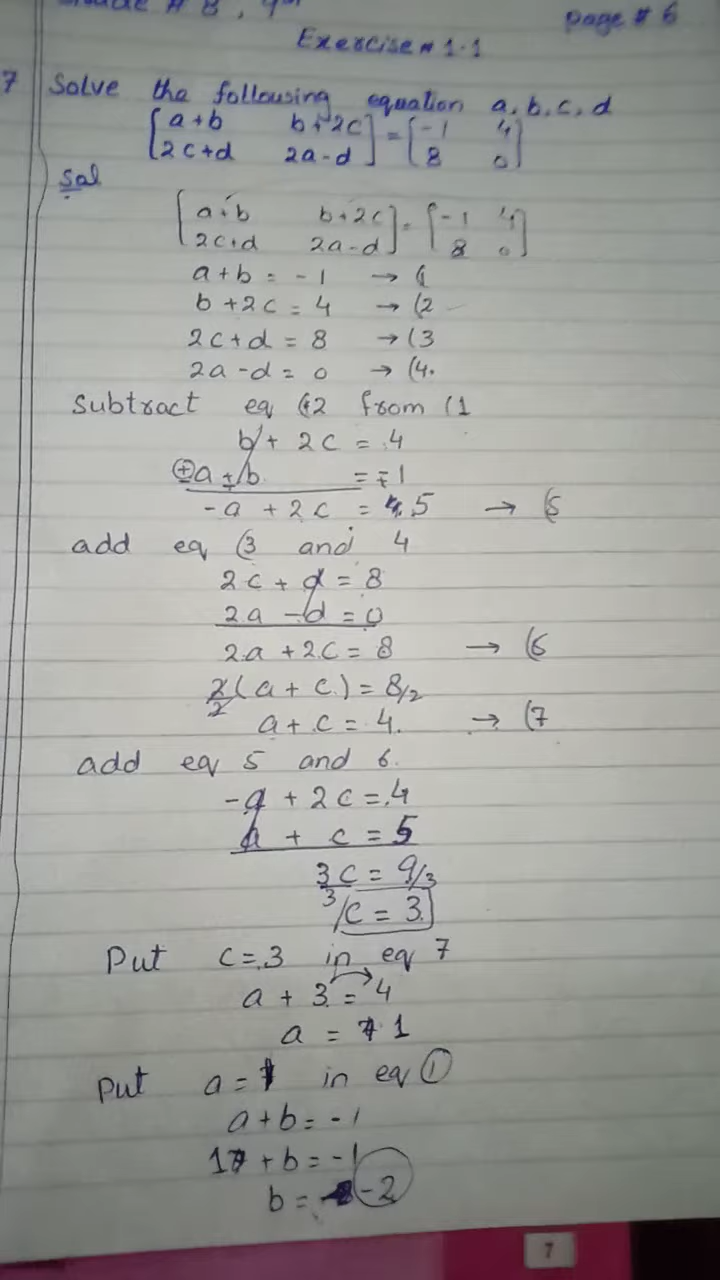 page # 6
Exercise # 1.1
7 Solve the following equation a, b, c, d
[a+b b+2c] = [-1 4]
[2c+d 2a-d] [8 0]
Sol
[a+b b+2c] = [-1 4]
[2c+d 2a-d] [8 0]
a+b = -1 → (1
b+2c = 4 → (2
2c+d = 8 → (3
2a-d = 0 → (4.
Subtract eq (2 from (1
b + 2c = 4
±a ± b = ∓1
-a + 2c = 5 → (5
add eq (3 and 4
2c + d = 8
2a - d = 0
2a + 2c = 8 → (6
2/2 (a + c) = 8/2
a + c = 4. → (7
add eq 5 and 6.
-a + 2c = 4
a + c = 5
3c = 9/3
3
c = 3
Put c = 3 in eq 7
a + 3 = 4
a = 1
Put a = 1 in eq ①
a + b = -1
1 + b = -1
b = -2
7